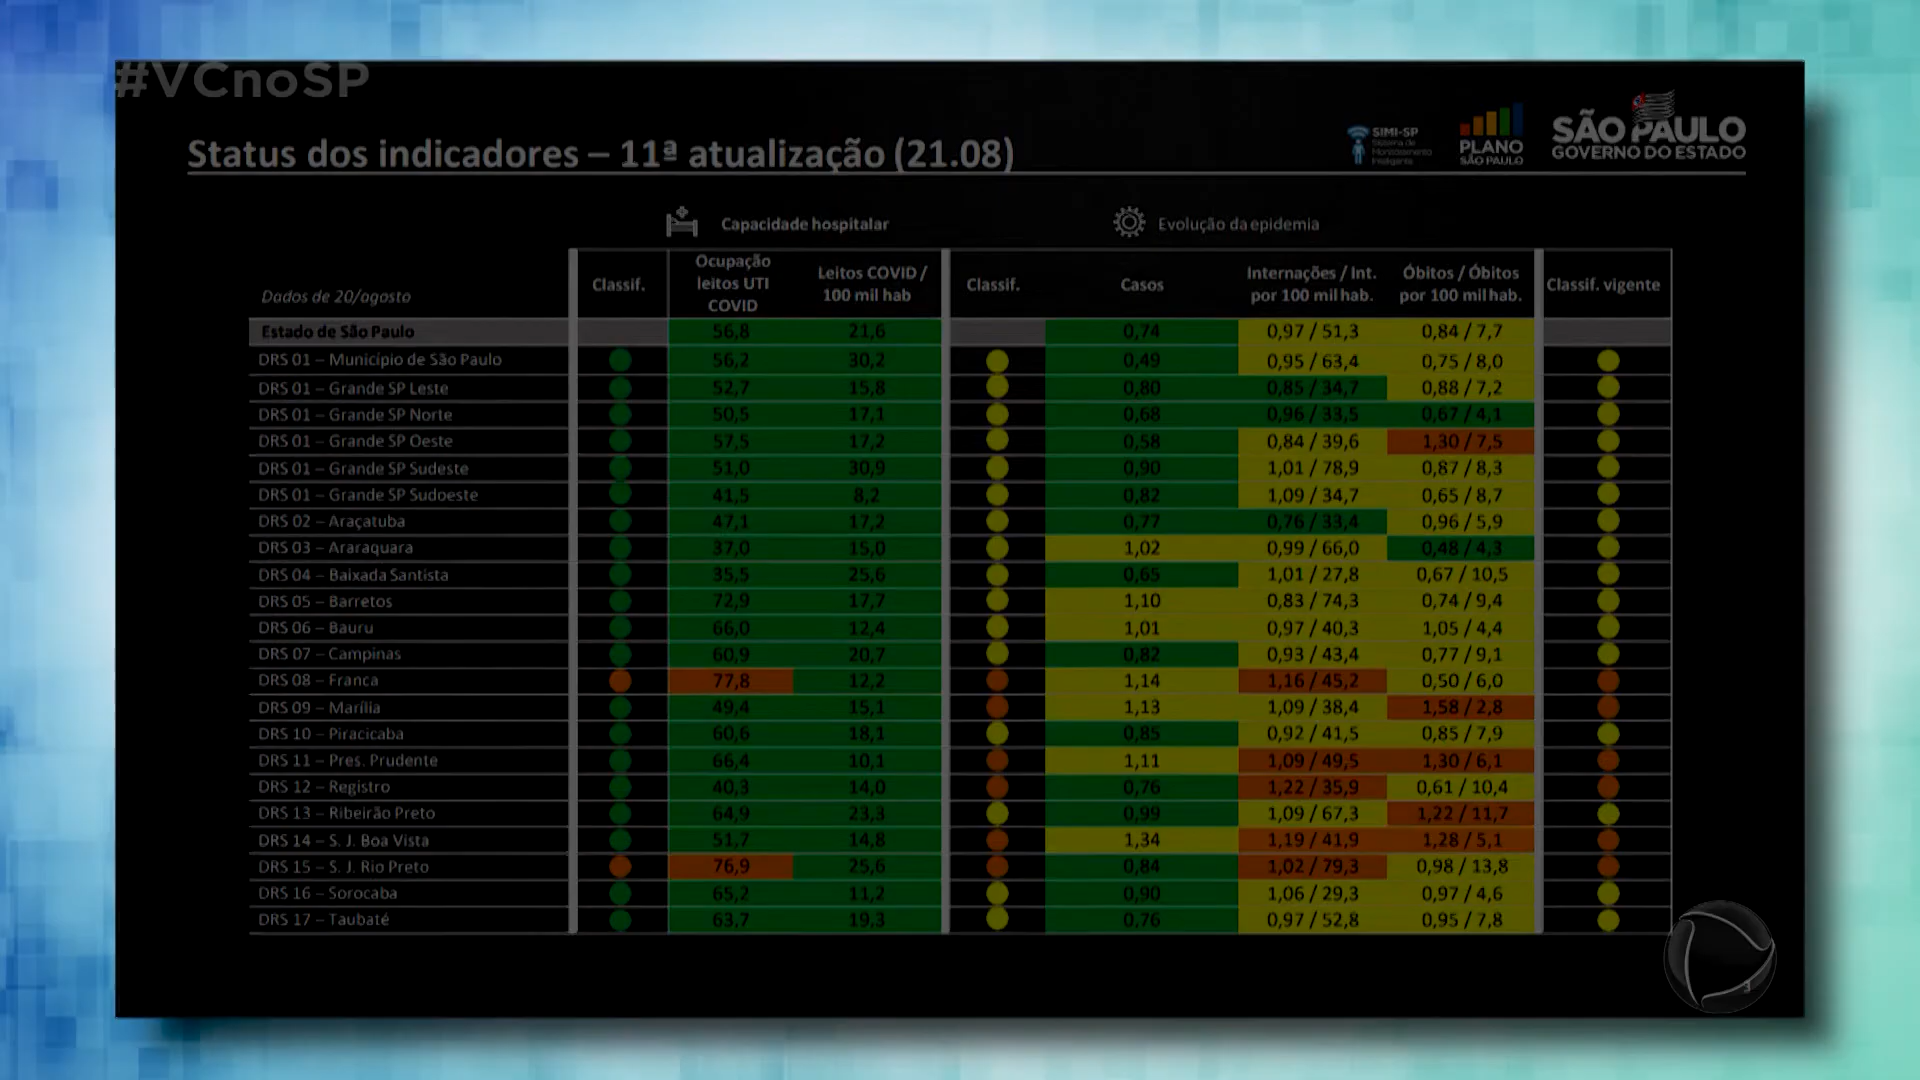 #VCnoSP
Status dos indicadores – 11ª atualização (21.08)
SIMI-SP
Sistema de
Monitoramento
Inteligente
PLANO
SÃO PAULO
SÃO PAULO
GOVERNO DO ESTADO
Capacidade hospitalar
Evolução da epidemia
Dados de 20/agosto
Classif.
Ocupação
leitos UTI
COVID
Leitos COVID /
100 mil hab
Classif.
Casos
Internações / Int.
por 100 mil hab.
Óbitos / Óbitos
por 100 mil hab.
Classif. vigente
Estado de São Paulo 56,8 21,6 0,74 0,97 / 51,3 0,84 / 7,7
DRS 01 – Município de São Paulo 56,2 30,2 0,49 0,95 / 63,4 0,75 / 8,0
DRS 01 – Grande SP Leste 52,7 15,8 0,80 0,85 / 34,7 0,88 / 7,2
DRS 01 – Grande SP Norte 50,5 17,1 0,68 0,96 / 33,5 0,67 / 4,1
DRS 01 – Grande SP Oeste 57,5 17,2 0,58 0,84 / 39,6 1,30 / 7,5
DRS 01 – Grande SP Sudeste 51,0 30,9 0,90 1,01 / 78,9 0,87 / 8,3
DRS 01 – Grande SP Sudoeste 41,5 8,2 0,82 1,09 / 34,7 0,65 / 8,7
DRS 02 – Araçatuba 47,1 17,2 0,77 0,76 / 33,4 0,96 / 5,9
DRS 03 – Araraquara 37,0 15,0 1,02 0,99 / 66,0 0,48 / 4,3
DRS 04 – Baixada Santista 35,5 25,6 0,65 1,01 / 27,8 0,67 / 10,5
DRS 05 – Barretos 72,9 17,7 1,10 0,83 / 74,3 0,74 / 9,4
DRS 06 – Bauru 66,0 12,4 1,01 0,97 / 40,3 1,05 / 4,4
DRS 07 – Campinas 60,9 20,7 0,82 0,93 / 43,4 0,77 / 9,1
DRS 08 – Franca 77,8 12,2 1,14 1,16 / 45,2 0,50 / 6,0
DRS 09 – Marília 49,4 15,1 1,13 1,09 / 38,4 1,58 / 2,8
DRS 10 – Piracicaba 60,6 18,1 0,85 0,92 / 41,5 0,85 / 7,9
DRS 11 – Pres. Prudente 66,4 10,1 1,11 1,09 / 49,5 1,30 / 6,1
DRS 12 – Registro 40,3 14,0 0,76 1,22 / 35,9 0,61 / 10,4
DRS 13 – Ribeirão Preto 64,9 23,3 0,99 1,09 / 67,3 1,22 / 11,7
DRS 14 – S. J. Boa Vista 51,7 14,8 1,34 1,19 / 41,9 1,28 / 5,1
DRS 15 – S. J. Rio Preto 76,9 25,6 0,84 1,02 / 79,3 0,98 / 13,8
DRS 16 – Sorocaba 65,2 11,2 0,90 1,06 / 29,3 0,97 / 4,6
DRS 17 – Taubaté 63,7 19,3 0,76 0,97 / 52,8 0,95 / 7,8
3